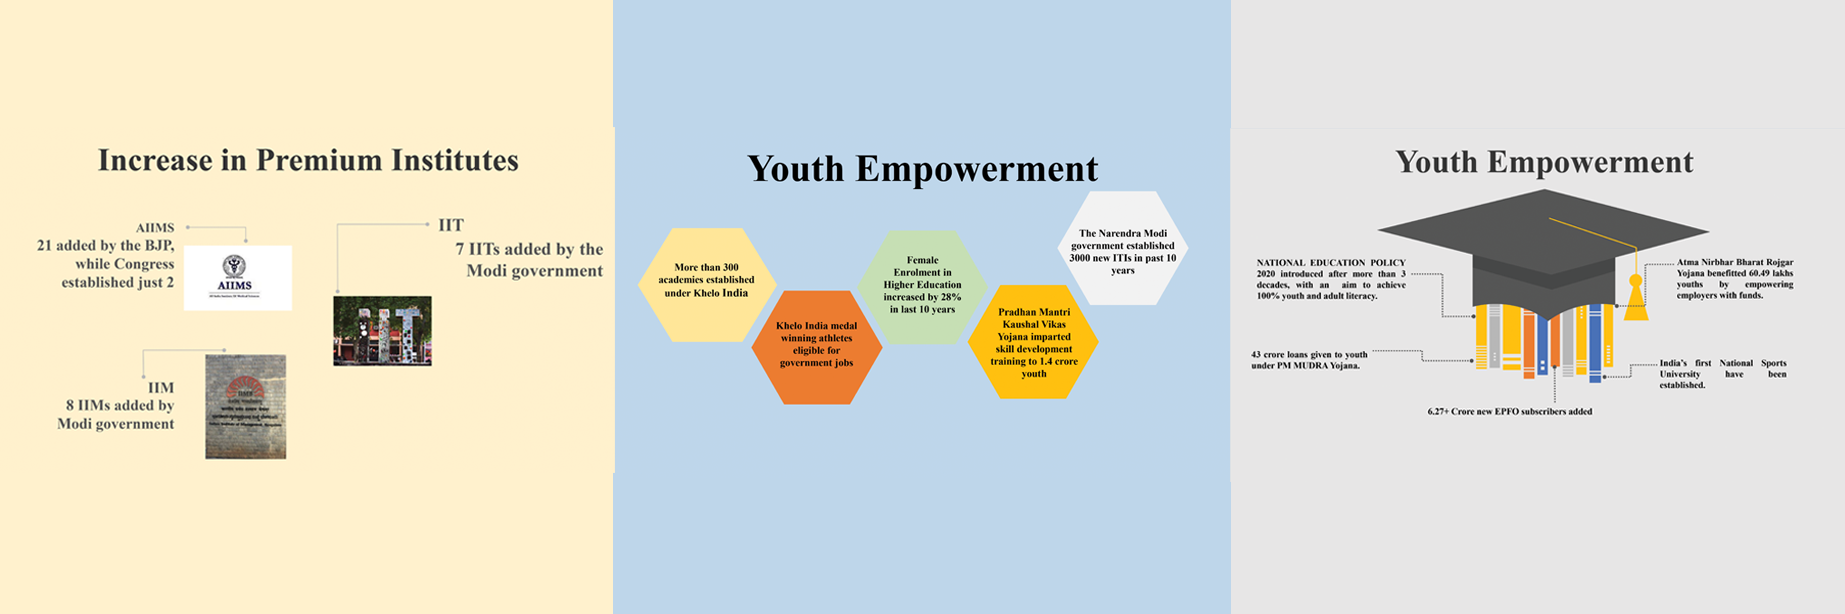 Increase in Premium Institutes
AIIMS
21 added by the BJP,
while Congress
established just 2
AIIMS
IIT
7 IITs added by the
Modi government
IIT
IIM
8 IIMs added by
Modi government
Youth Empowerment
More than 300
academies established
under Khelo India
Khelo India medal
winning athletes
eligible for
government jobs
Female
Enrolment in
Higher Education
increased by 28%
in last 10 years
Pradhan Mantri
Kaushal Vikas
Yojana imparted
skill development
training to 1.4 crore
youth
The Narendra Modi
government established
3000 new ITIs in past 10
years
Youth Empowerment
NATIONAL EDUCATION POLICY
2020 introduced after more than 3
decades, with an aim to achieve
100% youth and adult literacy.
43 crore loans given to youth
under PM MUDRA Yojana.
6.27+ Crore new EPFO subscribers added
Atma Nirbhar Bharat Rojgar
Yojana benefitted 60.49 lakhs
youths by empowering
employers with funds.
India's first National Sports
University have been
established.